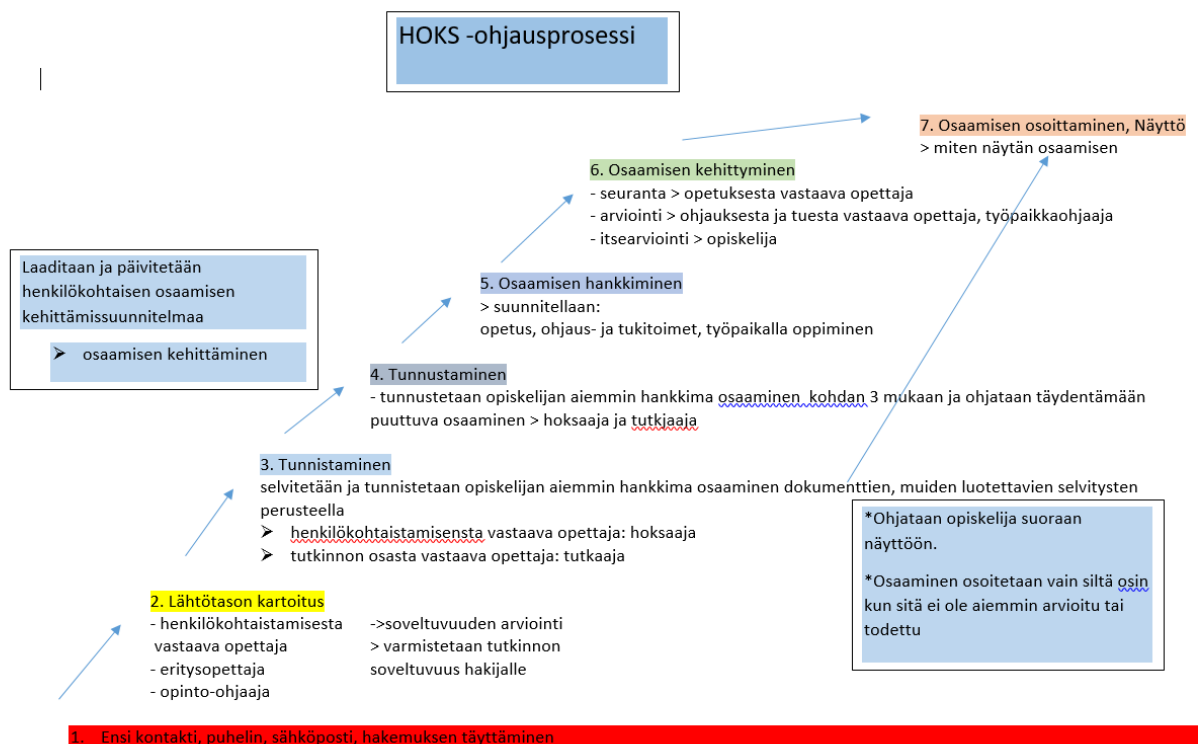 HOKS -ohjausprosessi
7. Osaamisen osoittaminen, Näyttö
> miten näytän osaamisen
6. Osaamisen kehittyminen
- seuranta > opetuksesta vastaava opettaja
- arviointi > ohjauksesta ja tuesta vastaava opettaja, työpaikkaohjaaja
- itsearviointi > opiskelija
Laaditaan ja päivitetään
henkilökohtaisen osaamisen
kehittämissuunnitelmaa
➢ osaamisen kehittäminen
5. Osaamisen hankkiminen
> suunnitellaan:
opetus, ohjaus- ja tukitoimet, työpaikalla oppiminen
4. Tunnustaminen
- tunnustetaan opiskelijan aiemmin hankkima osaaminen kohdan 3 mukaan ja ohjataan täydentämään
puuttuva osaaminen > hoksaaja ja tutkjaaja
3. Tunnistaminen
selvitetään ja tunnistetaan opiskelijan aiemmin hankkima osaaminen dokumenttien, muiden luotettavien selvitysten
perusteella
➢ henkilökohtaistamisensta vastaava opettaja: hoksaaja
➢ tutkinnon osasta vastaava opettaja: tutkaaja
*Ohjataan opiskelija suoraan
näyttöön.
*Osaaminen osoitetaan vain siltä osin
kun sitä ei ole aiemmin arvioitu tai
todettu
2. Lähtötason kartoitus
- henkilökohtaistamisesta ->soveltuvuuden arviointi
vastaava opettaja > varmistetaan tutkinnon
- eritysopettaja soveltuvuus hakijalle
- opinto-ohjaaja
1. Ensi kontakti, puhelin, sähköposti, hakemuksen täyttäminen